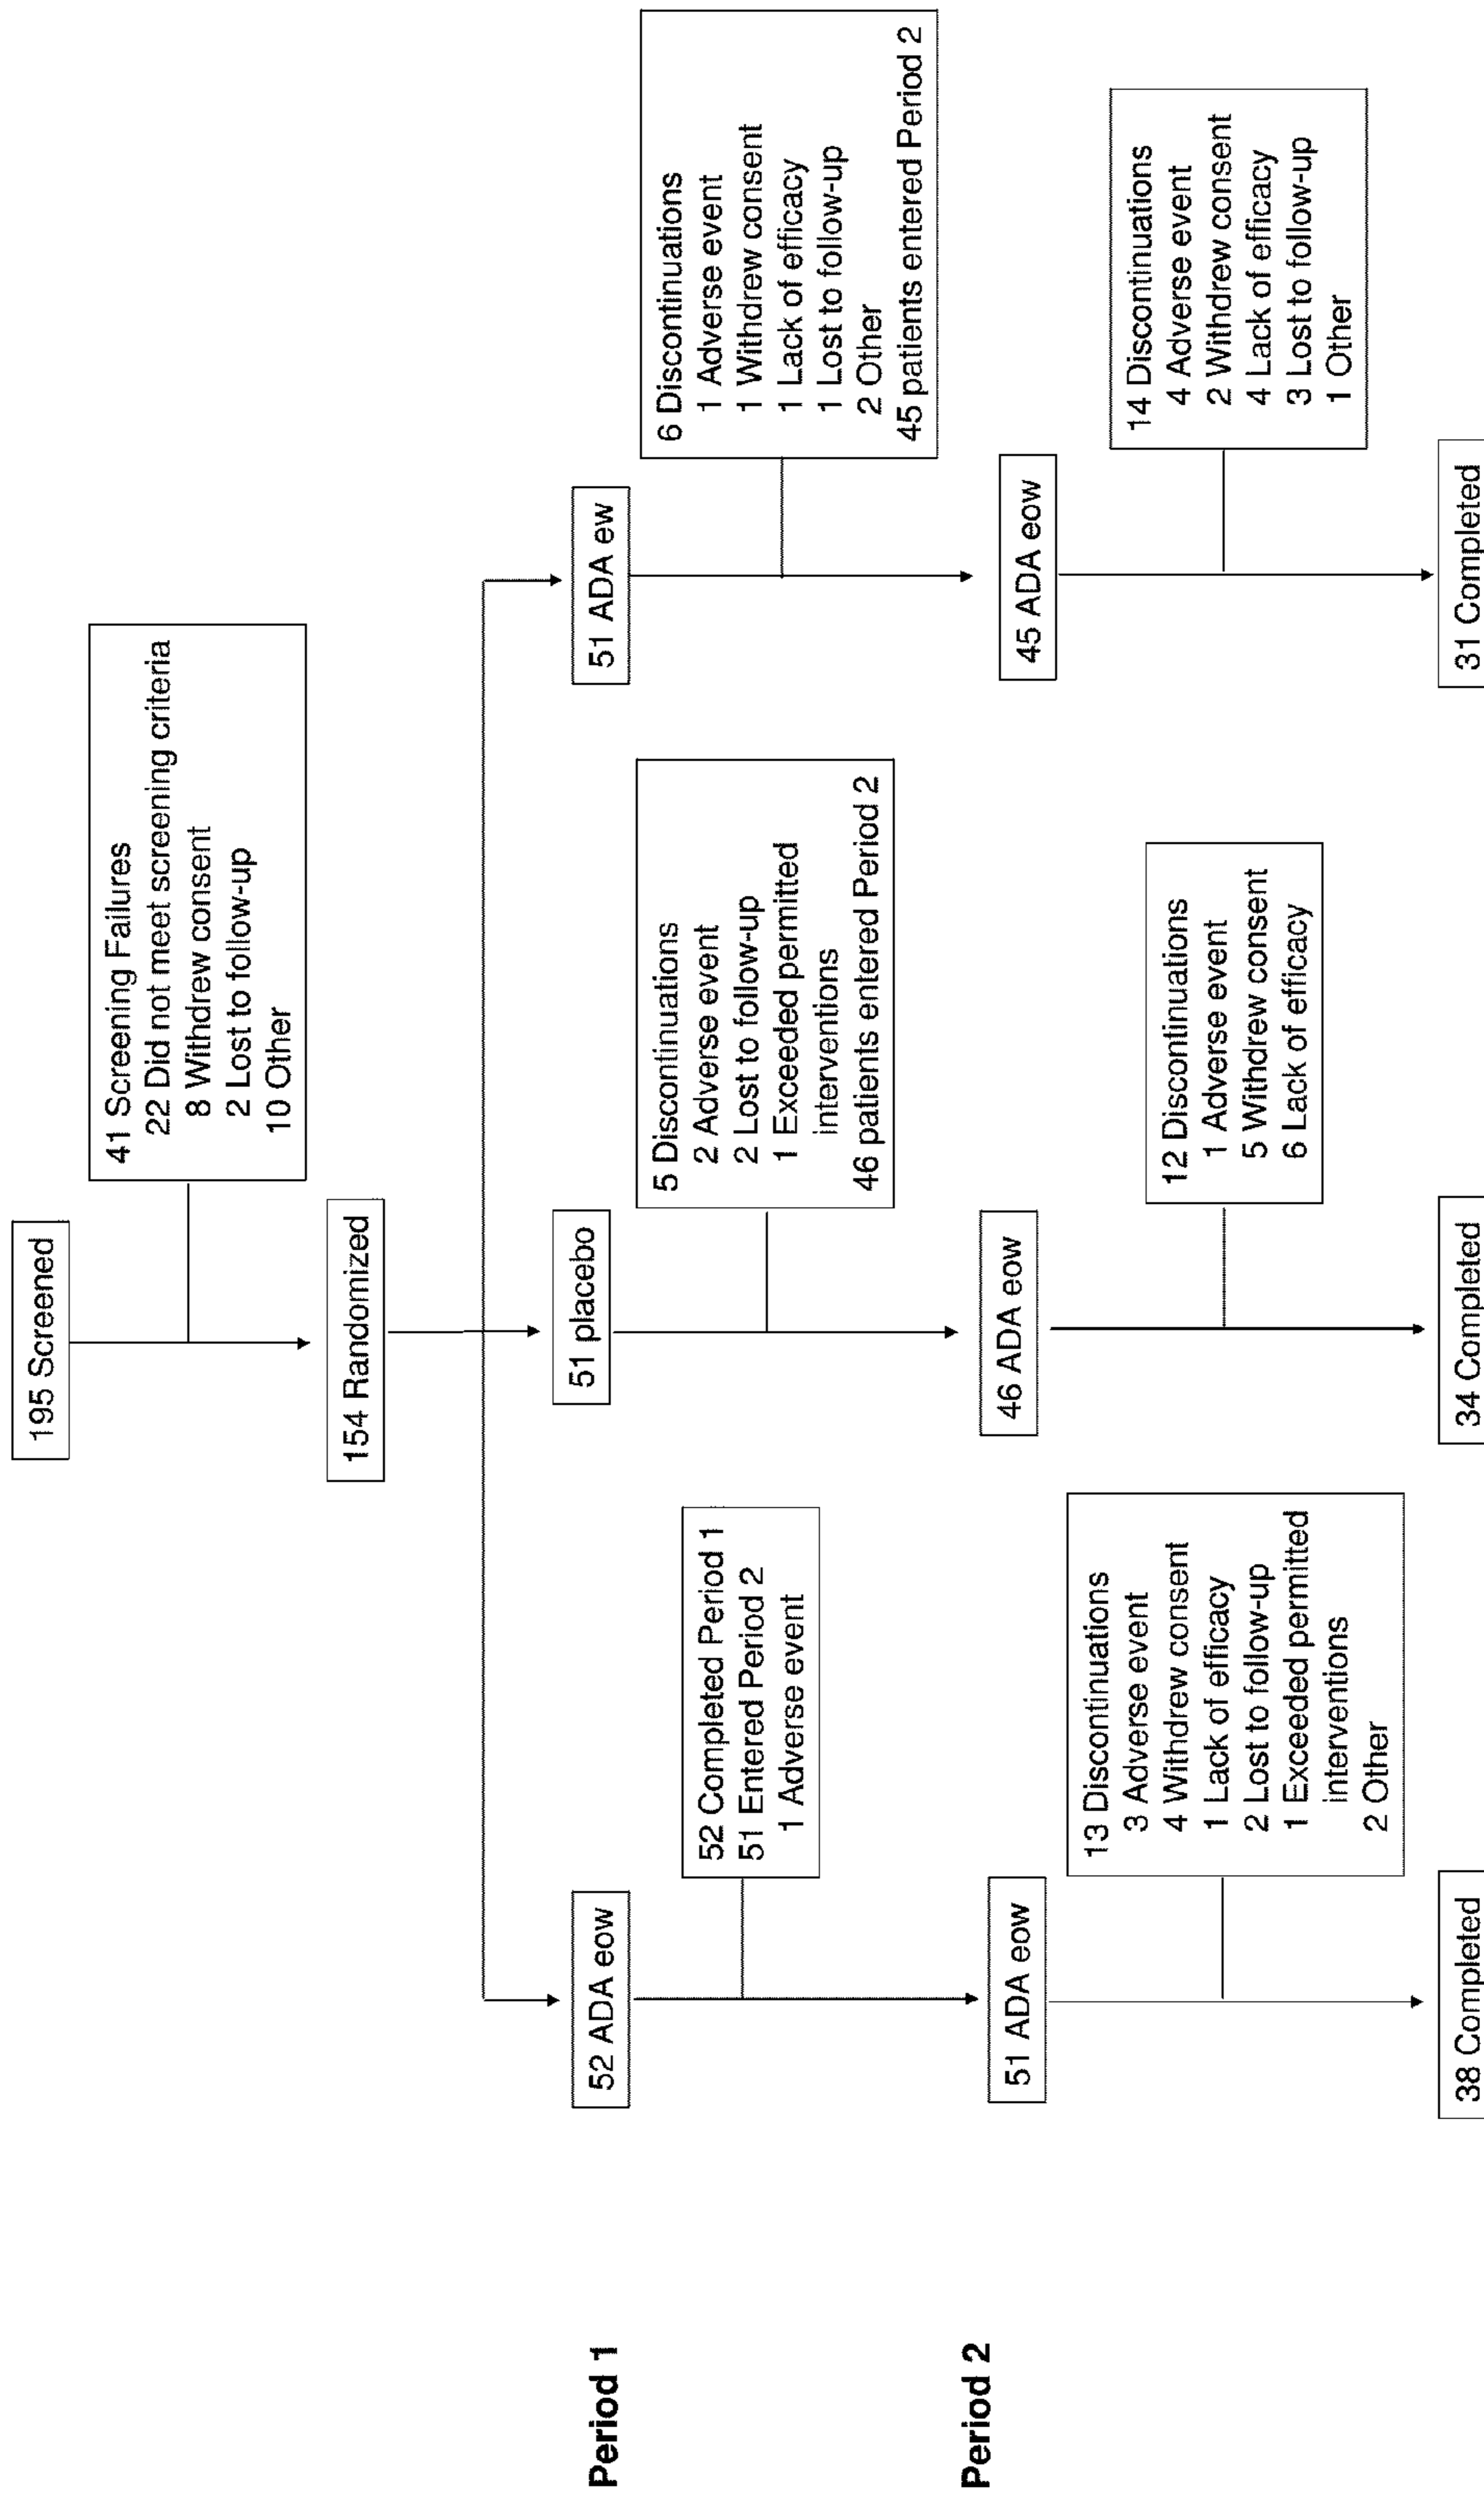 195 Screened
41 Screening Failures
22 Did not meet screening criteria
8 Withdrew consent
2 Lost to follow-up
10 Other
154 Randomized
Period 1
52 ADA eow
51 placebo
51 ADA ew
52 Completed Period 1
51 Entered Period 2
1 Adverse event
5 Discontinuations
2 Adverse event
2 Lost to follow-up
1 Exceeded permitted
interventions
46 patients entered Period 2
6 Discontinuations
1 Adverse event
1 Withdrew consent
1 Lack of efficacy
1 Lost to follow-up
2 Other
45 patients entered Period 2
Period 2
51 ADA eow
46 ADA eow
45 ADA eow
13 Discontinuations
3 Adverse event
4 Withdrew consent
1 Lack of efficacy
2 Lost to follow-up
1 Exceeded permitted
interventions
2 Other
12 Discontinuations
1 Adverse event
5 Withdrew consent
6 Lack of efficacy
14 Discontinuations
4 Adverse event
2 Withdrew consent
4 Lack of efficacy
3 Lost to follow-up
1 Other
38 Completed
34 Completed
31 Completed